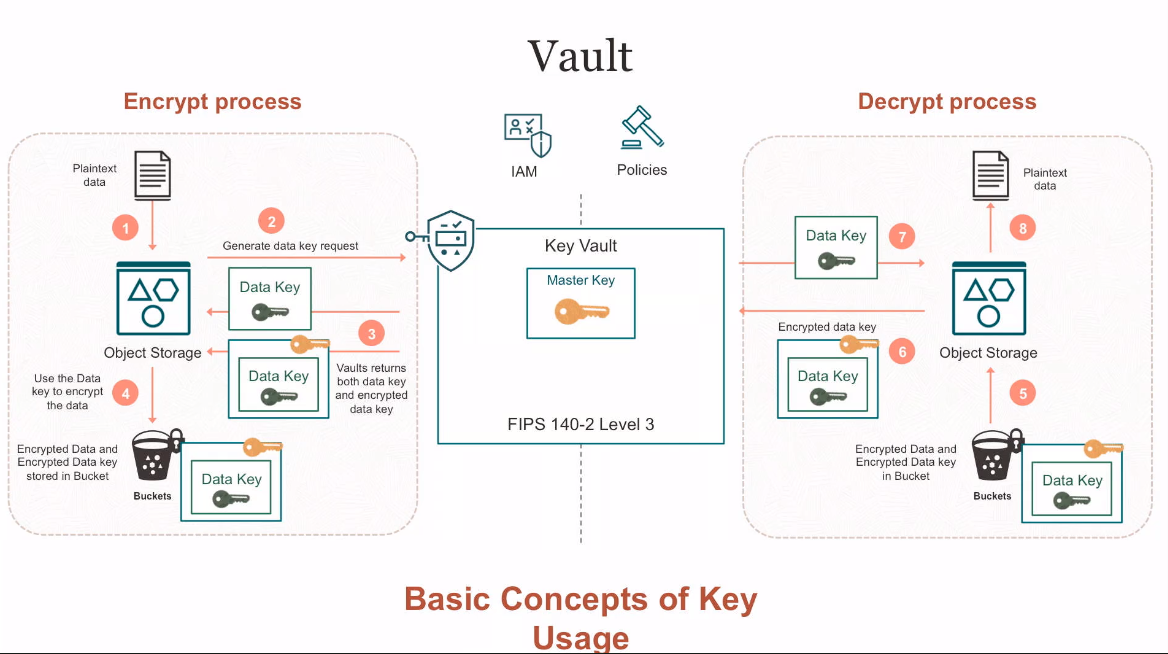 Vault
Encrypt process
Plaintext
data
1
2
Generate data key request
Data Key
Object Storage
3
Data Key
Vaults returns
both data key
and encrypted
data key
Use the Data
key to encrypt
the data
4
Encrypted Data and
Encrypted Data key
stored in Bucket
Buckets
Data Key
IAM
Policies
Key Vault
Master Key
FIPS 140-2 Level 3
Decrypt process
Plaintext
data
8
Data Key
7
Object Storage
Encrypted data key
6
Data Key
5
Encrypted Data and
Encrypted Data key
in Bucket
Buckets
Data Key
Basic Concepts of Key
Usage